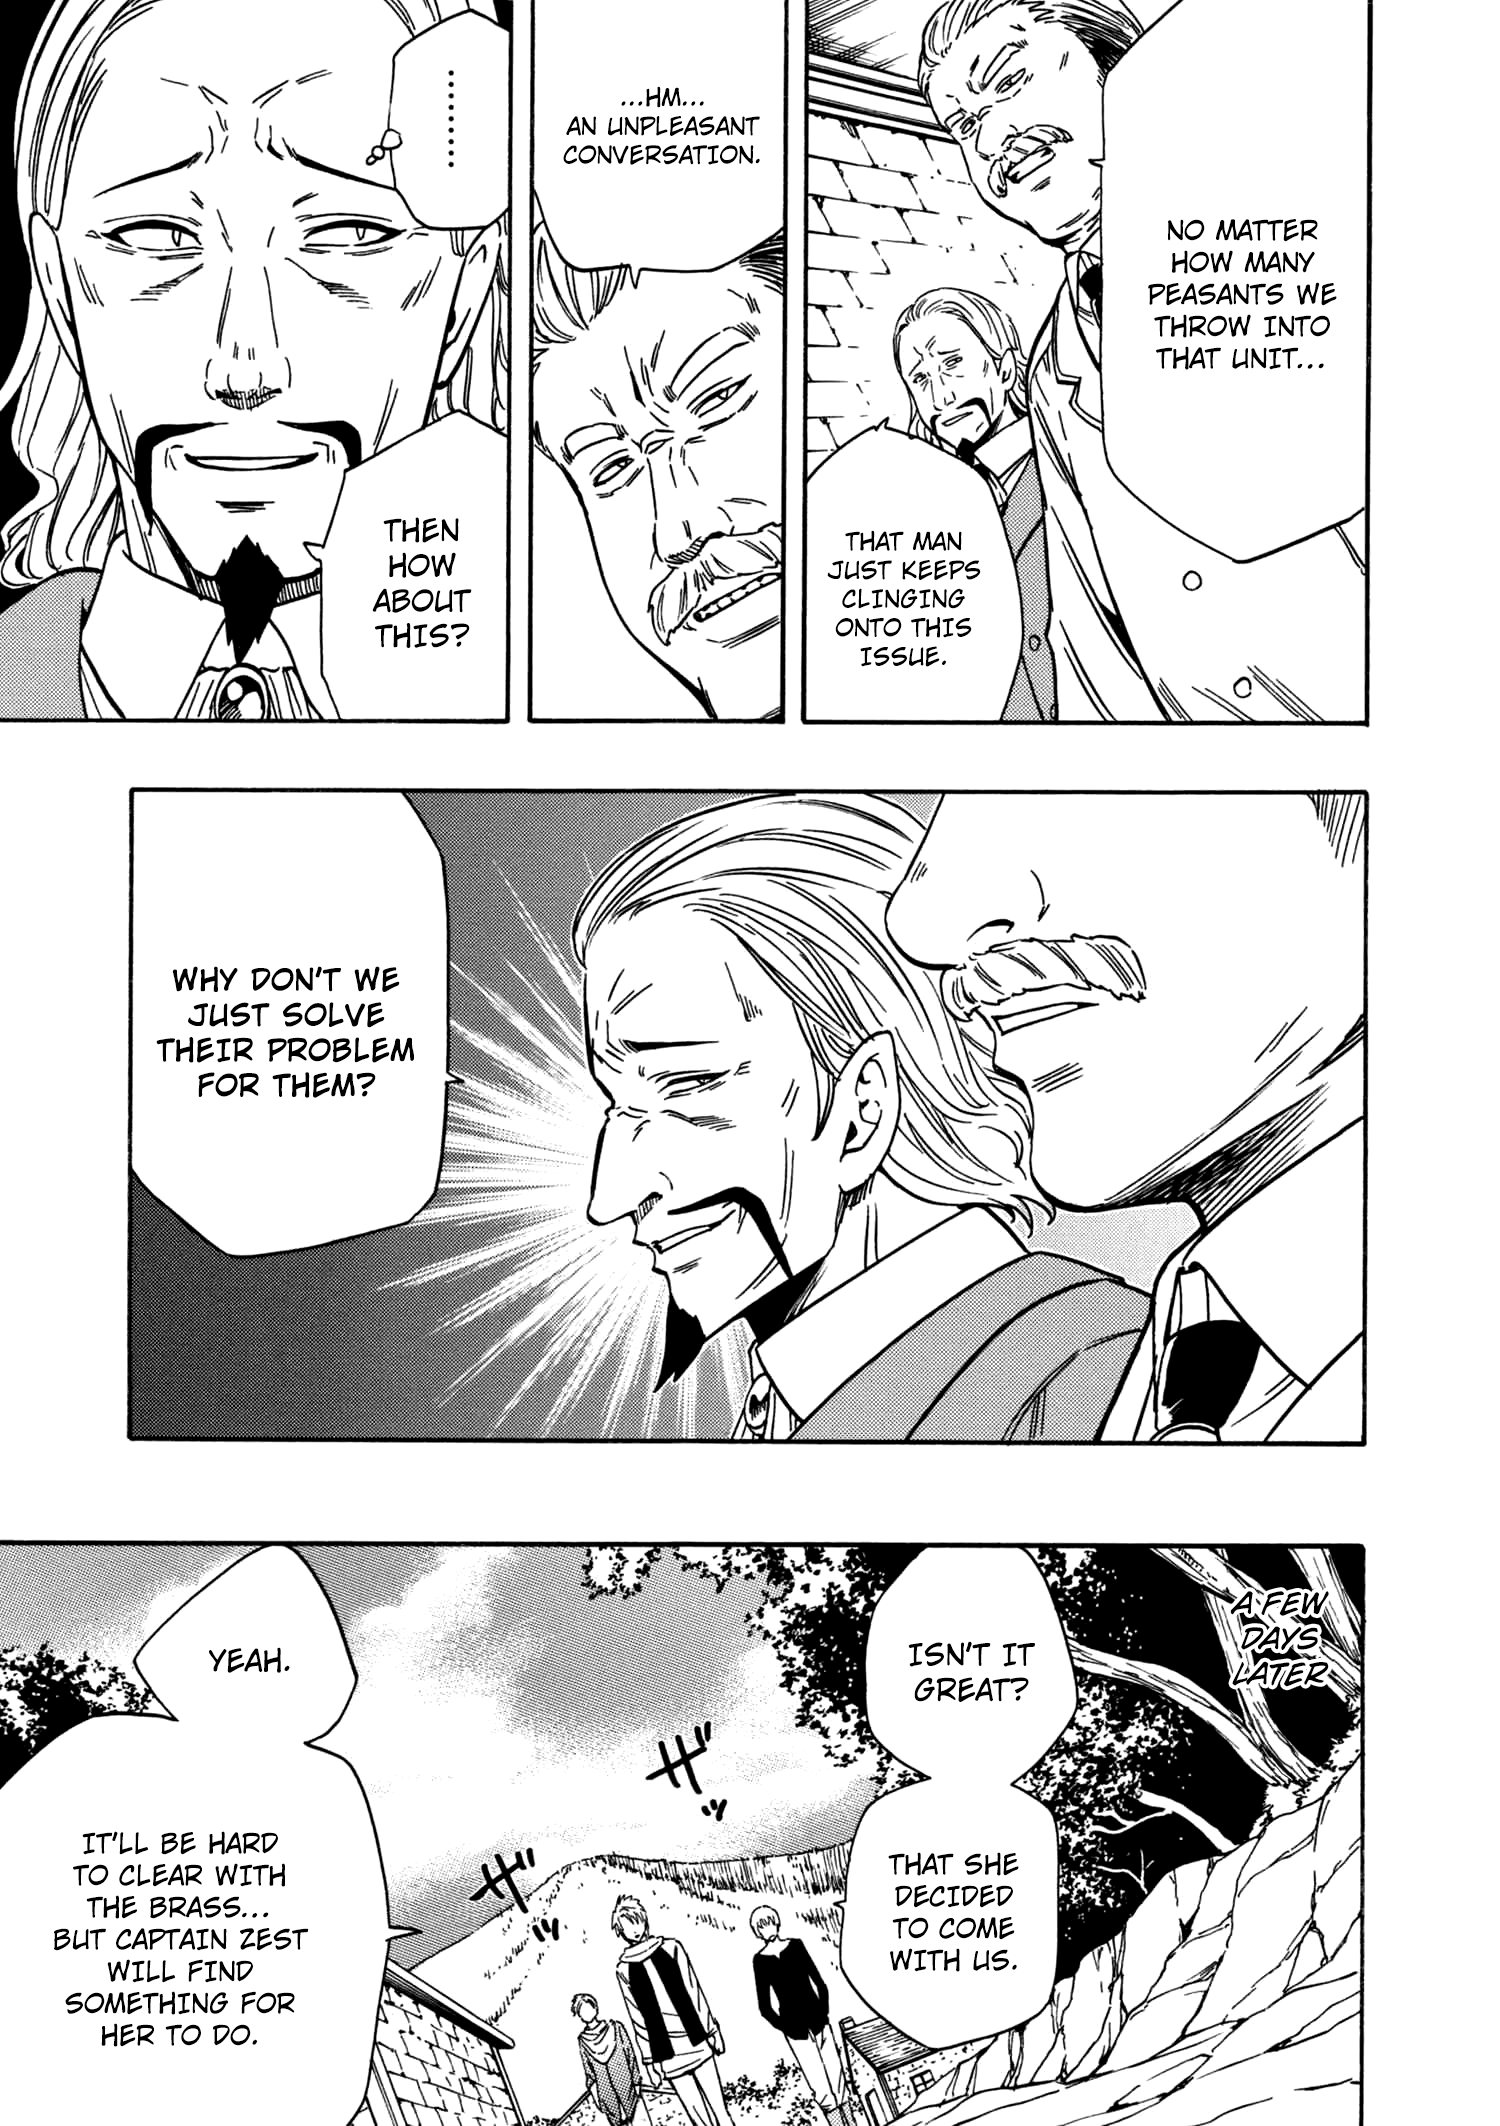 NO MATTER
HOW MANY
PEASANTS WE
THROW INTO
THAT UNIT...
THAT MAN
JUST KEEPS
CLINGING
ONTO THIS
ISSUE.
...HM...
AN UNPLEASANT
CONVERSATION.
.........
THEN
HOW
ABOUT
THIS?
WHY DON'T WE
JUST SOLVE
THEIR PROBLEM
FOR THEM?
A FEW
DAYS
LATER
ISN'T IT
GREAT?
THAT SHE
DECIDED
TO COME
WITH US.
ザッ
ザッ
YEAH.
IT'LL BE HARD
TO CLEAR WITH
THE BRASS...
BUT CAPTAIN ZEST
WILL FIND
SOMETHING FOR
HER TO DO.